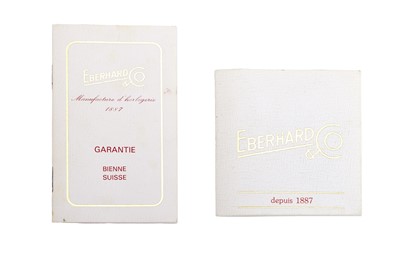 EBERHARD & CO
Manufacture d'horlogerie
1887
GARANTIE
BIENNE
SUISSE
EBERHARD & CO
depuis 1887